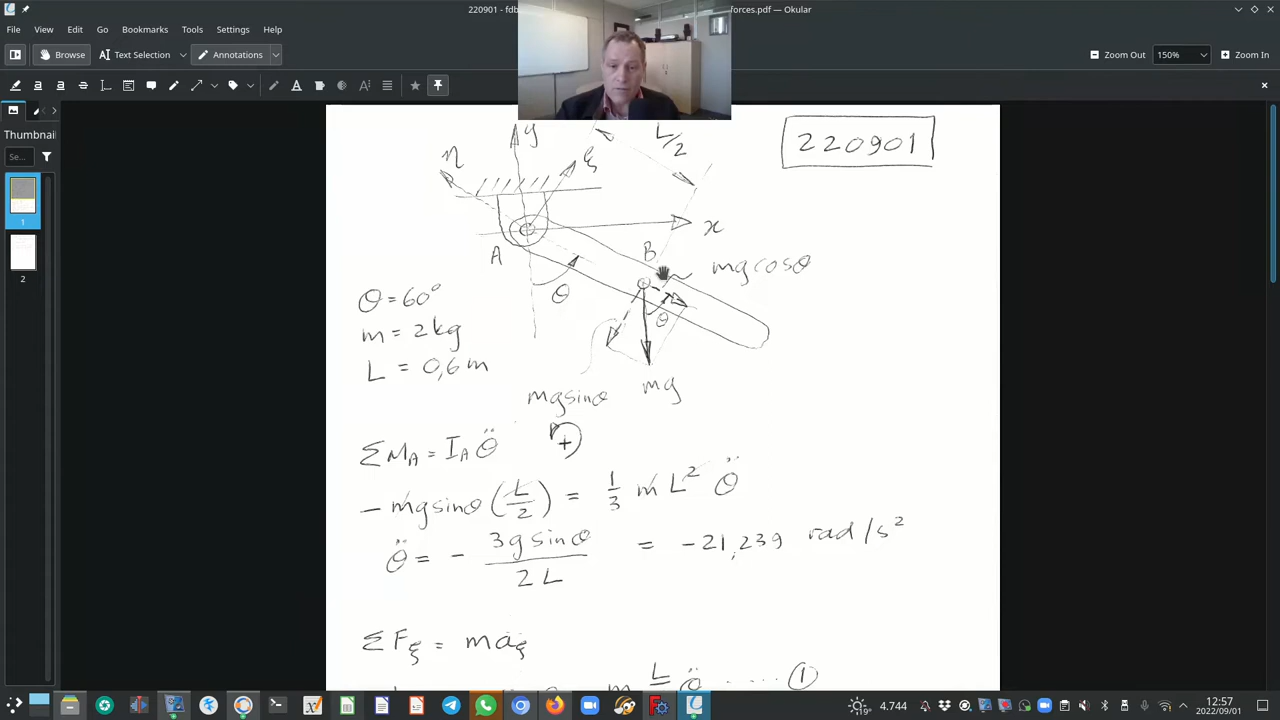 220901 - fdb
forces.pdf — Okular
File View Edit Go Bookmarks Tools Settings Help
Browse Text Selection Annotations Zoom Out 150% Zoom In
Thumbnail
Se...
1
2
220901
y
L/2
η
ξ
x
A
B
mg cosθ
θ
θ
θ = 60°
m = 2 kg
L = 0,6 m
mg sinθ
mg
ΣM_A = I_A θ̈ +
− mg sinθ (L/2) = 1/3 m L² θ̈
θ̈ = − 3g sinθ / 2L = −21,239 rad/s²
ΣF_ξ = m a_ξ
m L θ̈ ..... ①
19° 4.744 12:57
2022/09/01